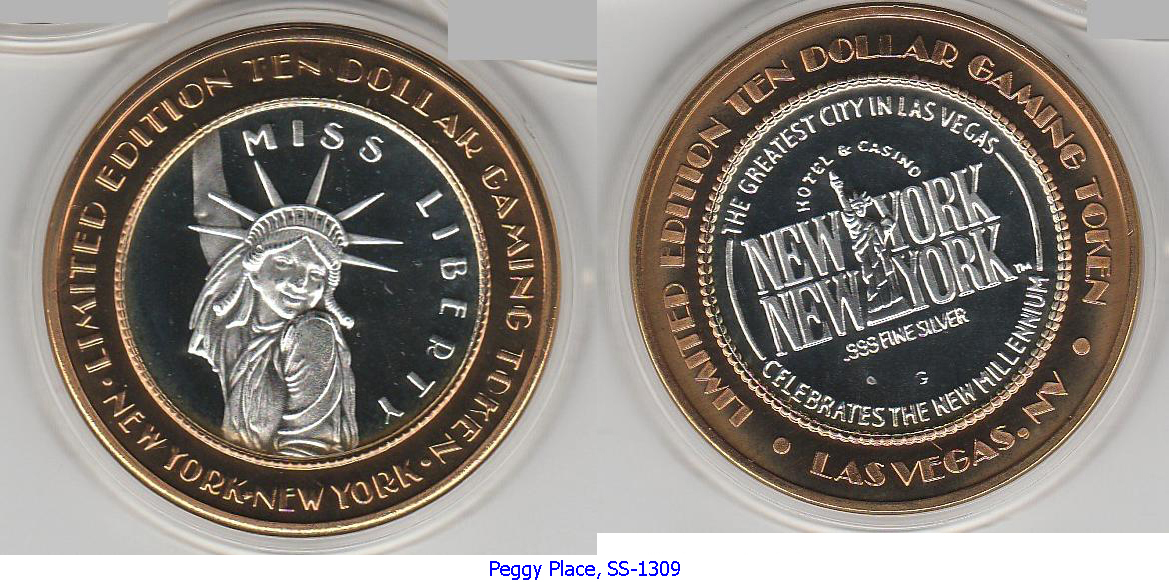 LIMITED EDITION TEN DOLLAR GAMING TOKEN
• NEW YORK•NEW YORK •
MISS LIBERTY
LIMITED EDITION TEN DOLLAR GAMING TOKEN
• LAS VEGAS, NV •
THE GREATEST CITY IN LAS VEGAS
HOTEL & CASINO
NEW YORK
NEW YORK™
.999 FINE SILVER
G
CELEBRATES THE NEW MILLENNIUM
Peggy Place, SS-1309